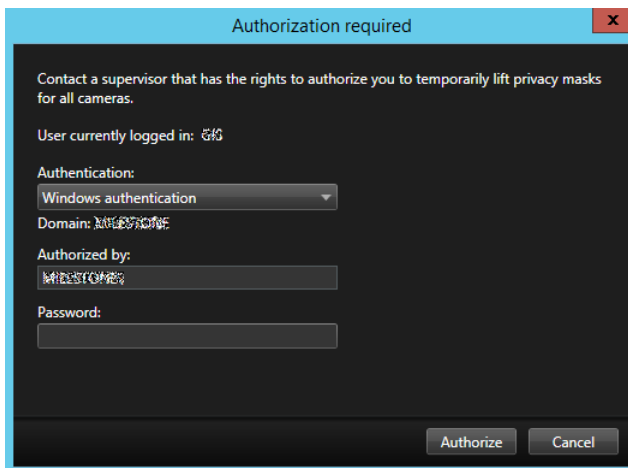 Authorization required
x
Contact a supervisor that has the rights to authorize you to temporarily lift privacy masks
for all cameras.
User currently logged in:
Authentication:
Windows authentication
Domain:
Authorized by:
Password:
Authorize Cancel